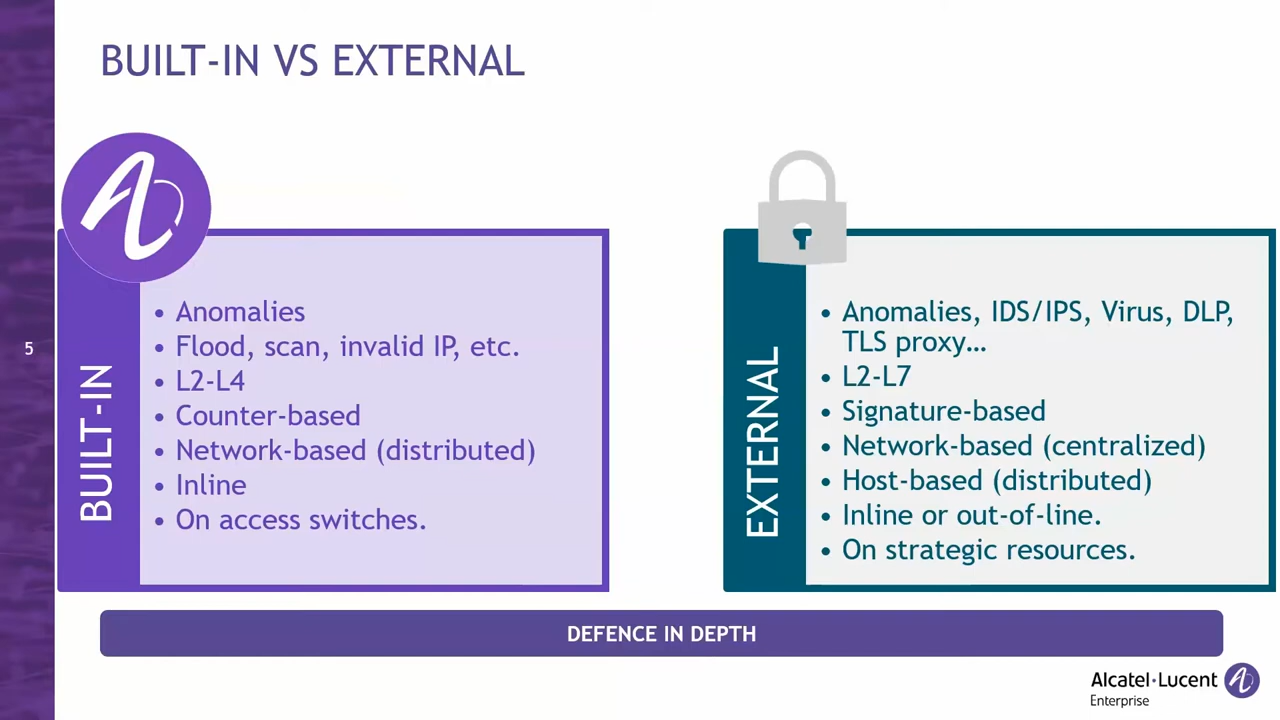 BUILT-IN VS EXTERNAL
5
BUILT-IN
• Anomalies
• Flood, scan, invalid IP, etc.
• L2-L4
• Counter-based
• Network-based (distributed)
• Inline
• On access switches.
EXTERNAL
• Anomalies, IDS/IPS, Virus, DLP,
TLS proxy…
• L2-L7
• Signature-based
• Network-based (centralized)
• Host-based (distributed)
• Inline or out-of-line.
• On strategic resources.
DEFENCE IN DEPTH
Alcatel·Lucent
Enterprise